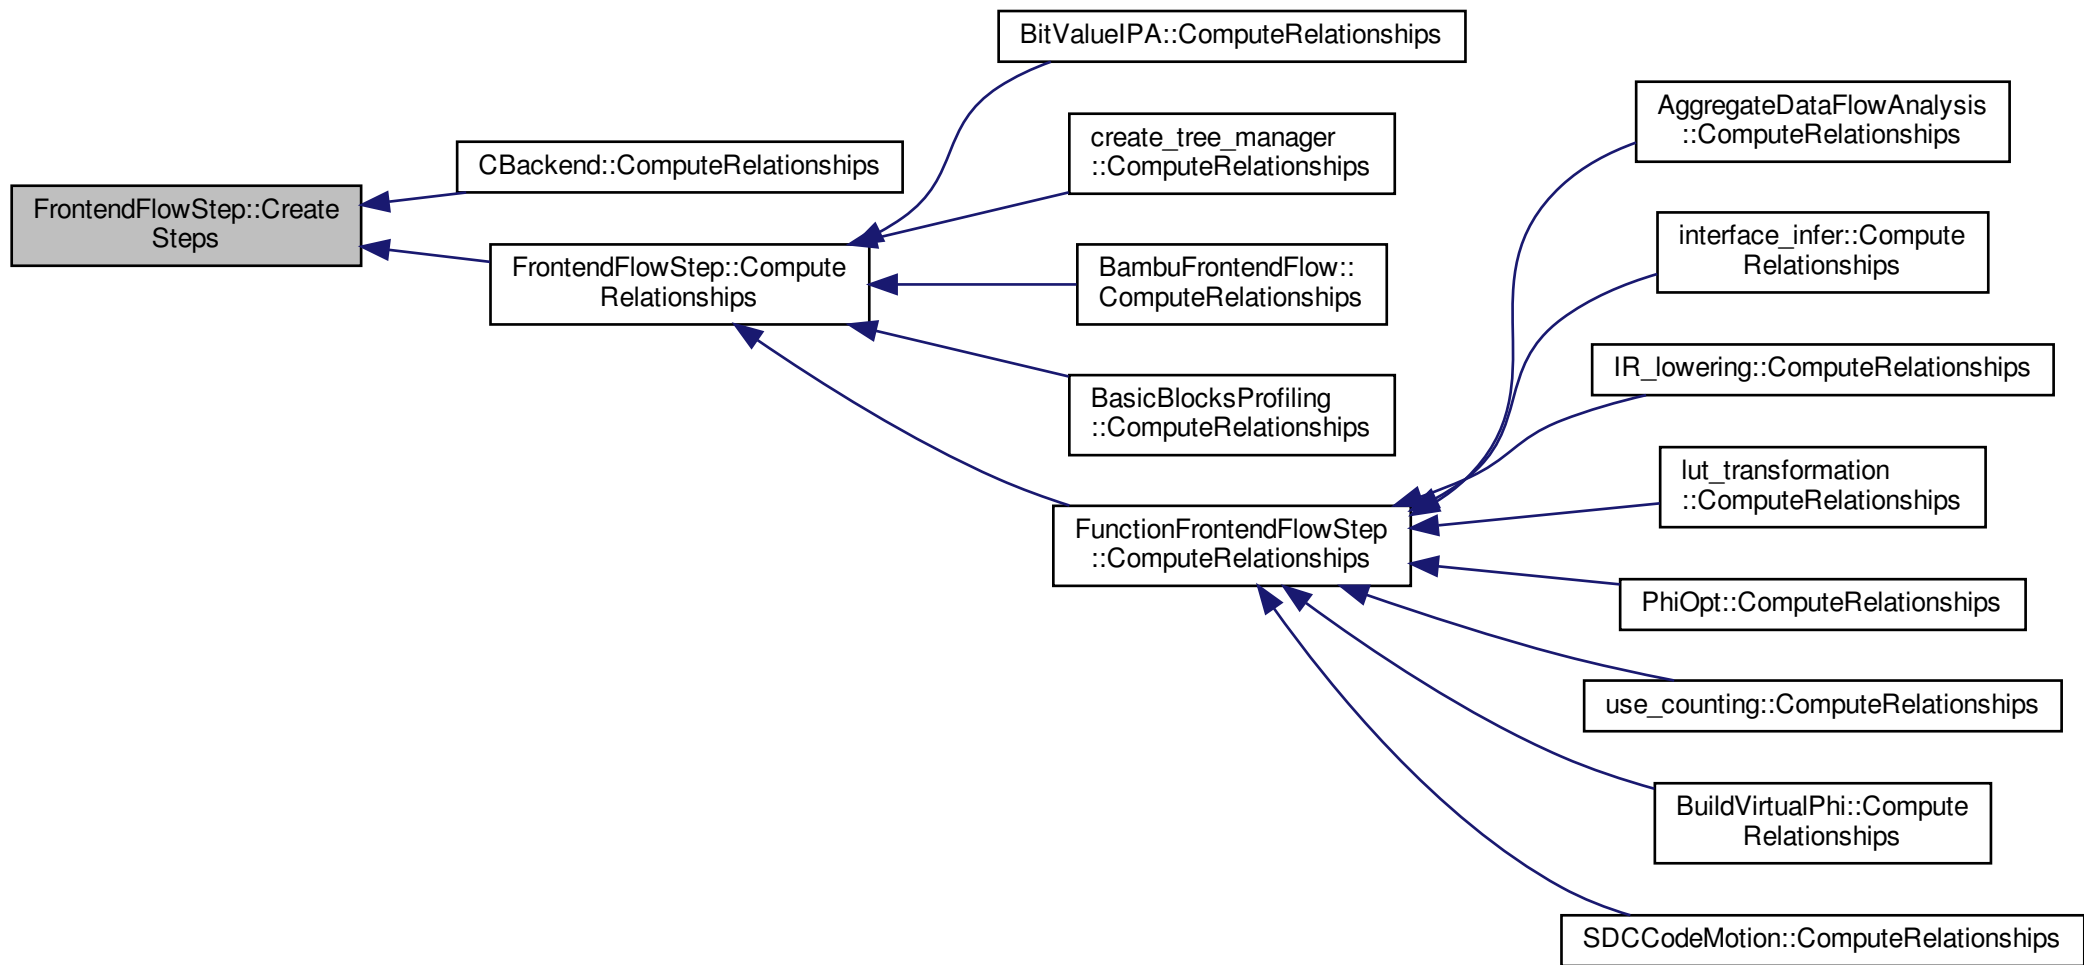 FrontendFlowStep::Create
Steps
CBackend::ComputeRelationships
FrontendFlowStep::Compute
Relationships
BitValueIPA::ComputeRelationships
create_tree_manager
::ComputeRelationships
BambuFrontendFlow::
ComputeRelationships
BasicBlocksProfiling
::ComputeRelationships
FunctionFrontendFlowStep
::ComputeRelationships
AggregateDataFlowAnalysis
::ComputeRelationships
interface_infer::Compute
Relationships
IR_lowering::ComputeRelationships
lut_transformation
::ComputeRelationships
PhiOpt::ComputeRelationships
use_counting::ComputeRelationships
BuildVirtualPhi::Compute
Relationships
SDCCodeMotion::ComputeRelationships